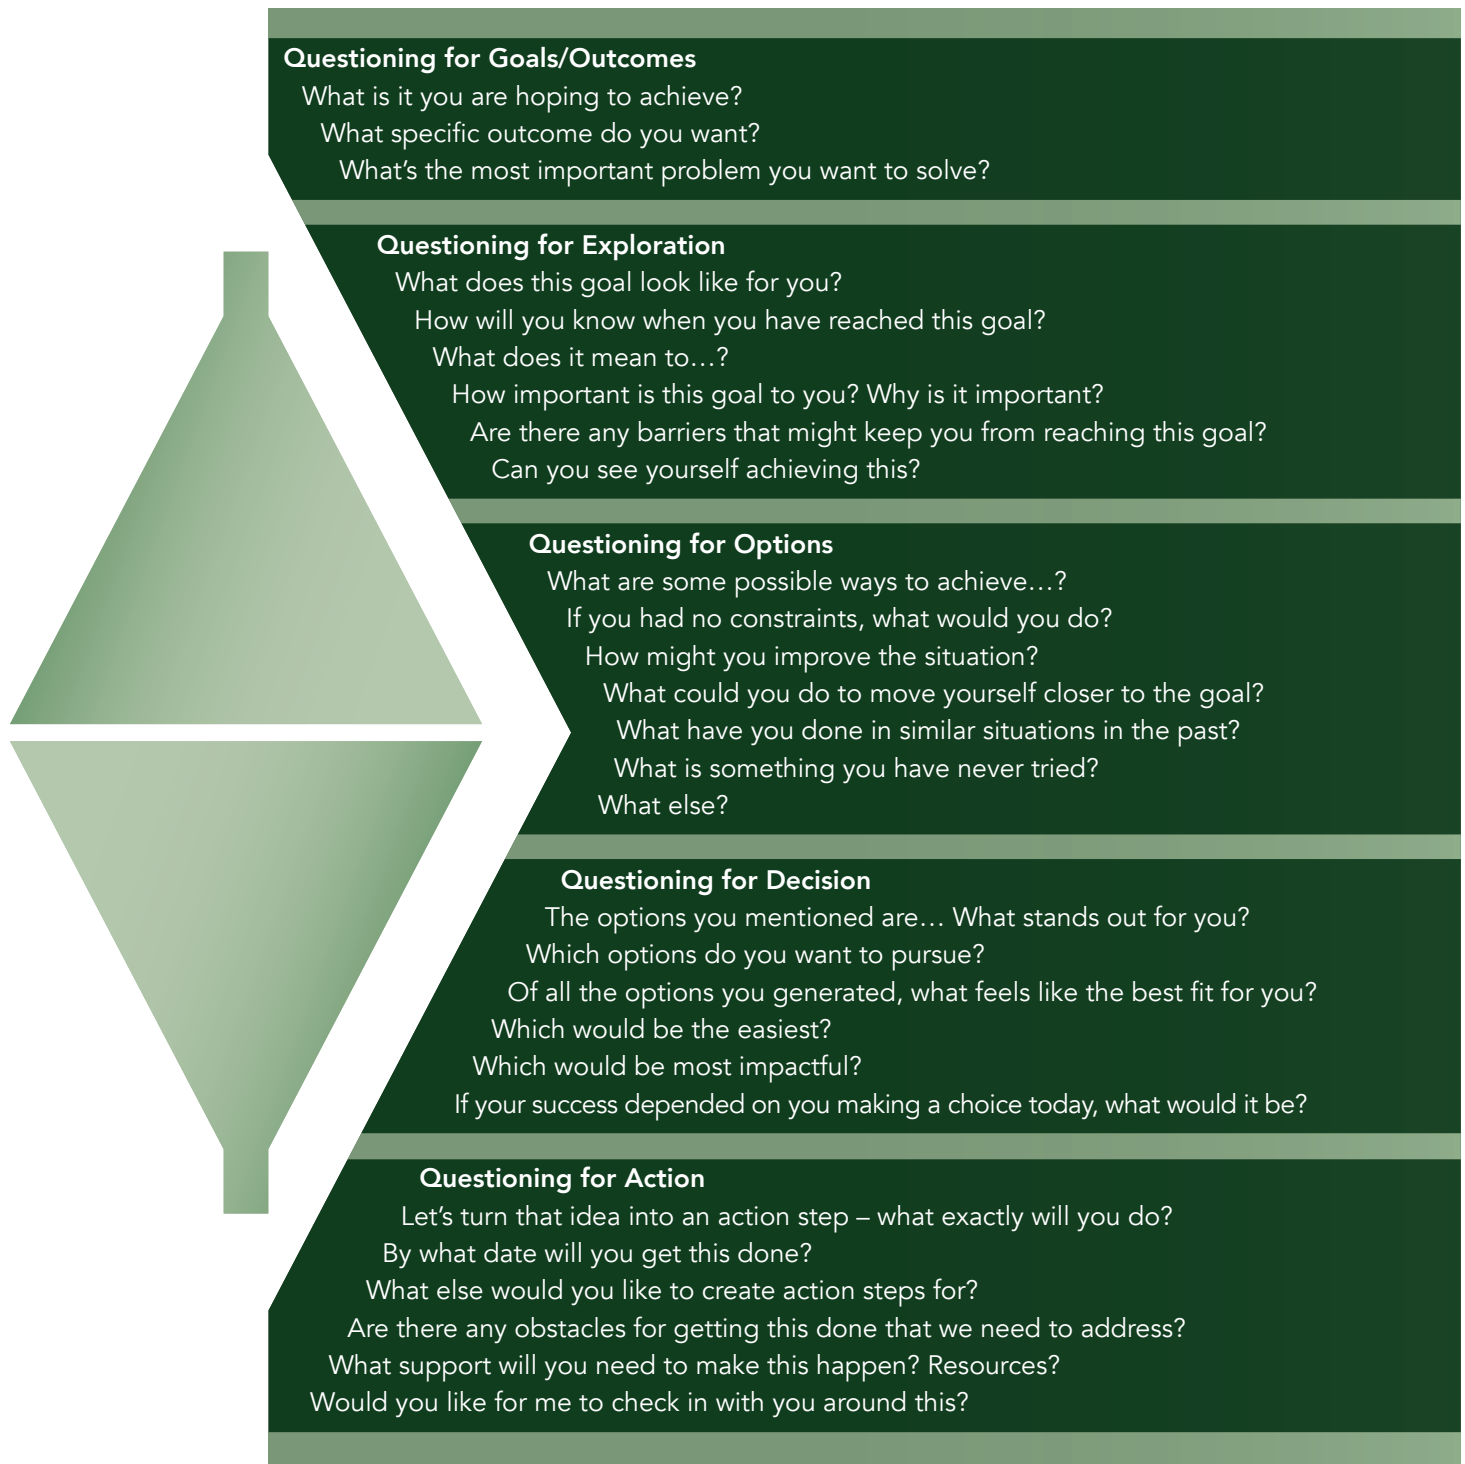 Questioning for Goals/Outcomes
What is it you are hoping to achieve?
What specific outcome do you want?
What’s the most important problem you want to solve?
Questioning for Exploration
What does this goal look like for you?
How will you know when you have reached this goal?
What does it mean to…?
How important is this goal to you? Why is it important?
Are there any barriers that might keep you from reaching this goal?
Can you see yourself achieving this?
Questioning for Options
What are some possible ways to achieve…?
If you had no constraints, what would you do?
How might you improve the situation?
What could you do to move yourself closer to the goal?
What have you done in similar situations in the past?
What is something you have never tried?
What else?
Questioning for Decision
The options you mentioned are… What stands out for you?
Which options do you want to pursue?
Of all the options you generated, what feels like the best fit for you?
Which would be the easiest?
Which would be most impactful?
If your success depended on you making a choice today, what would it be?
Questioning for Action
Let’s turn that idea into an action step – what exactly will you do?
By what date will you get this done?
What else would you like to create action steps for?
Are there any obstacles for getting this done that we need to address?
What support will you need to make this happen? Resources?
Would you like for me to check in with you around this?